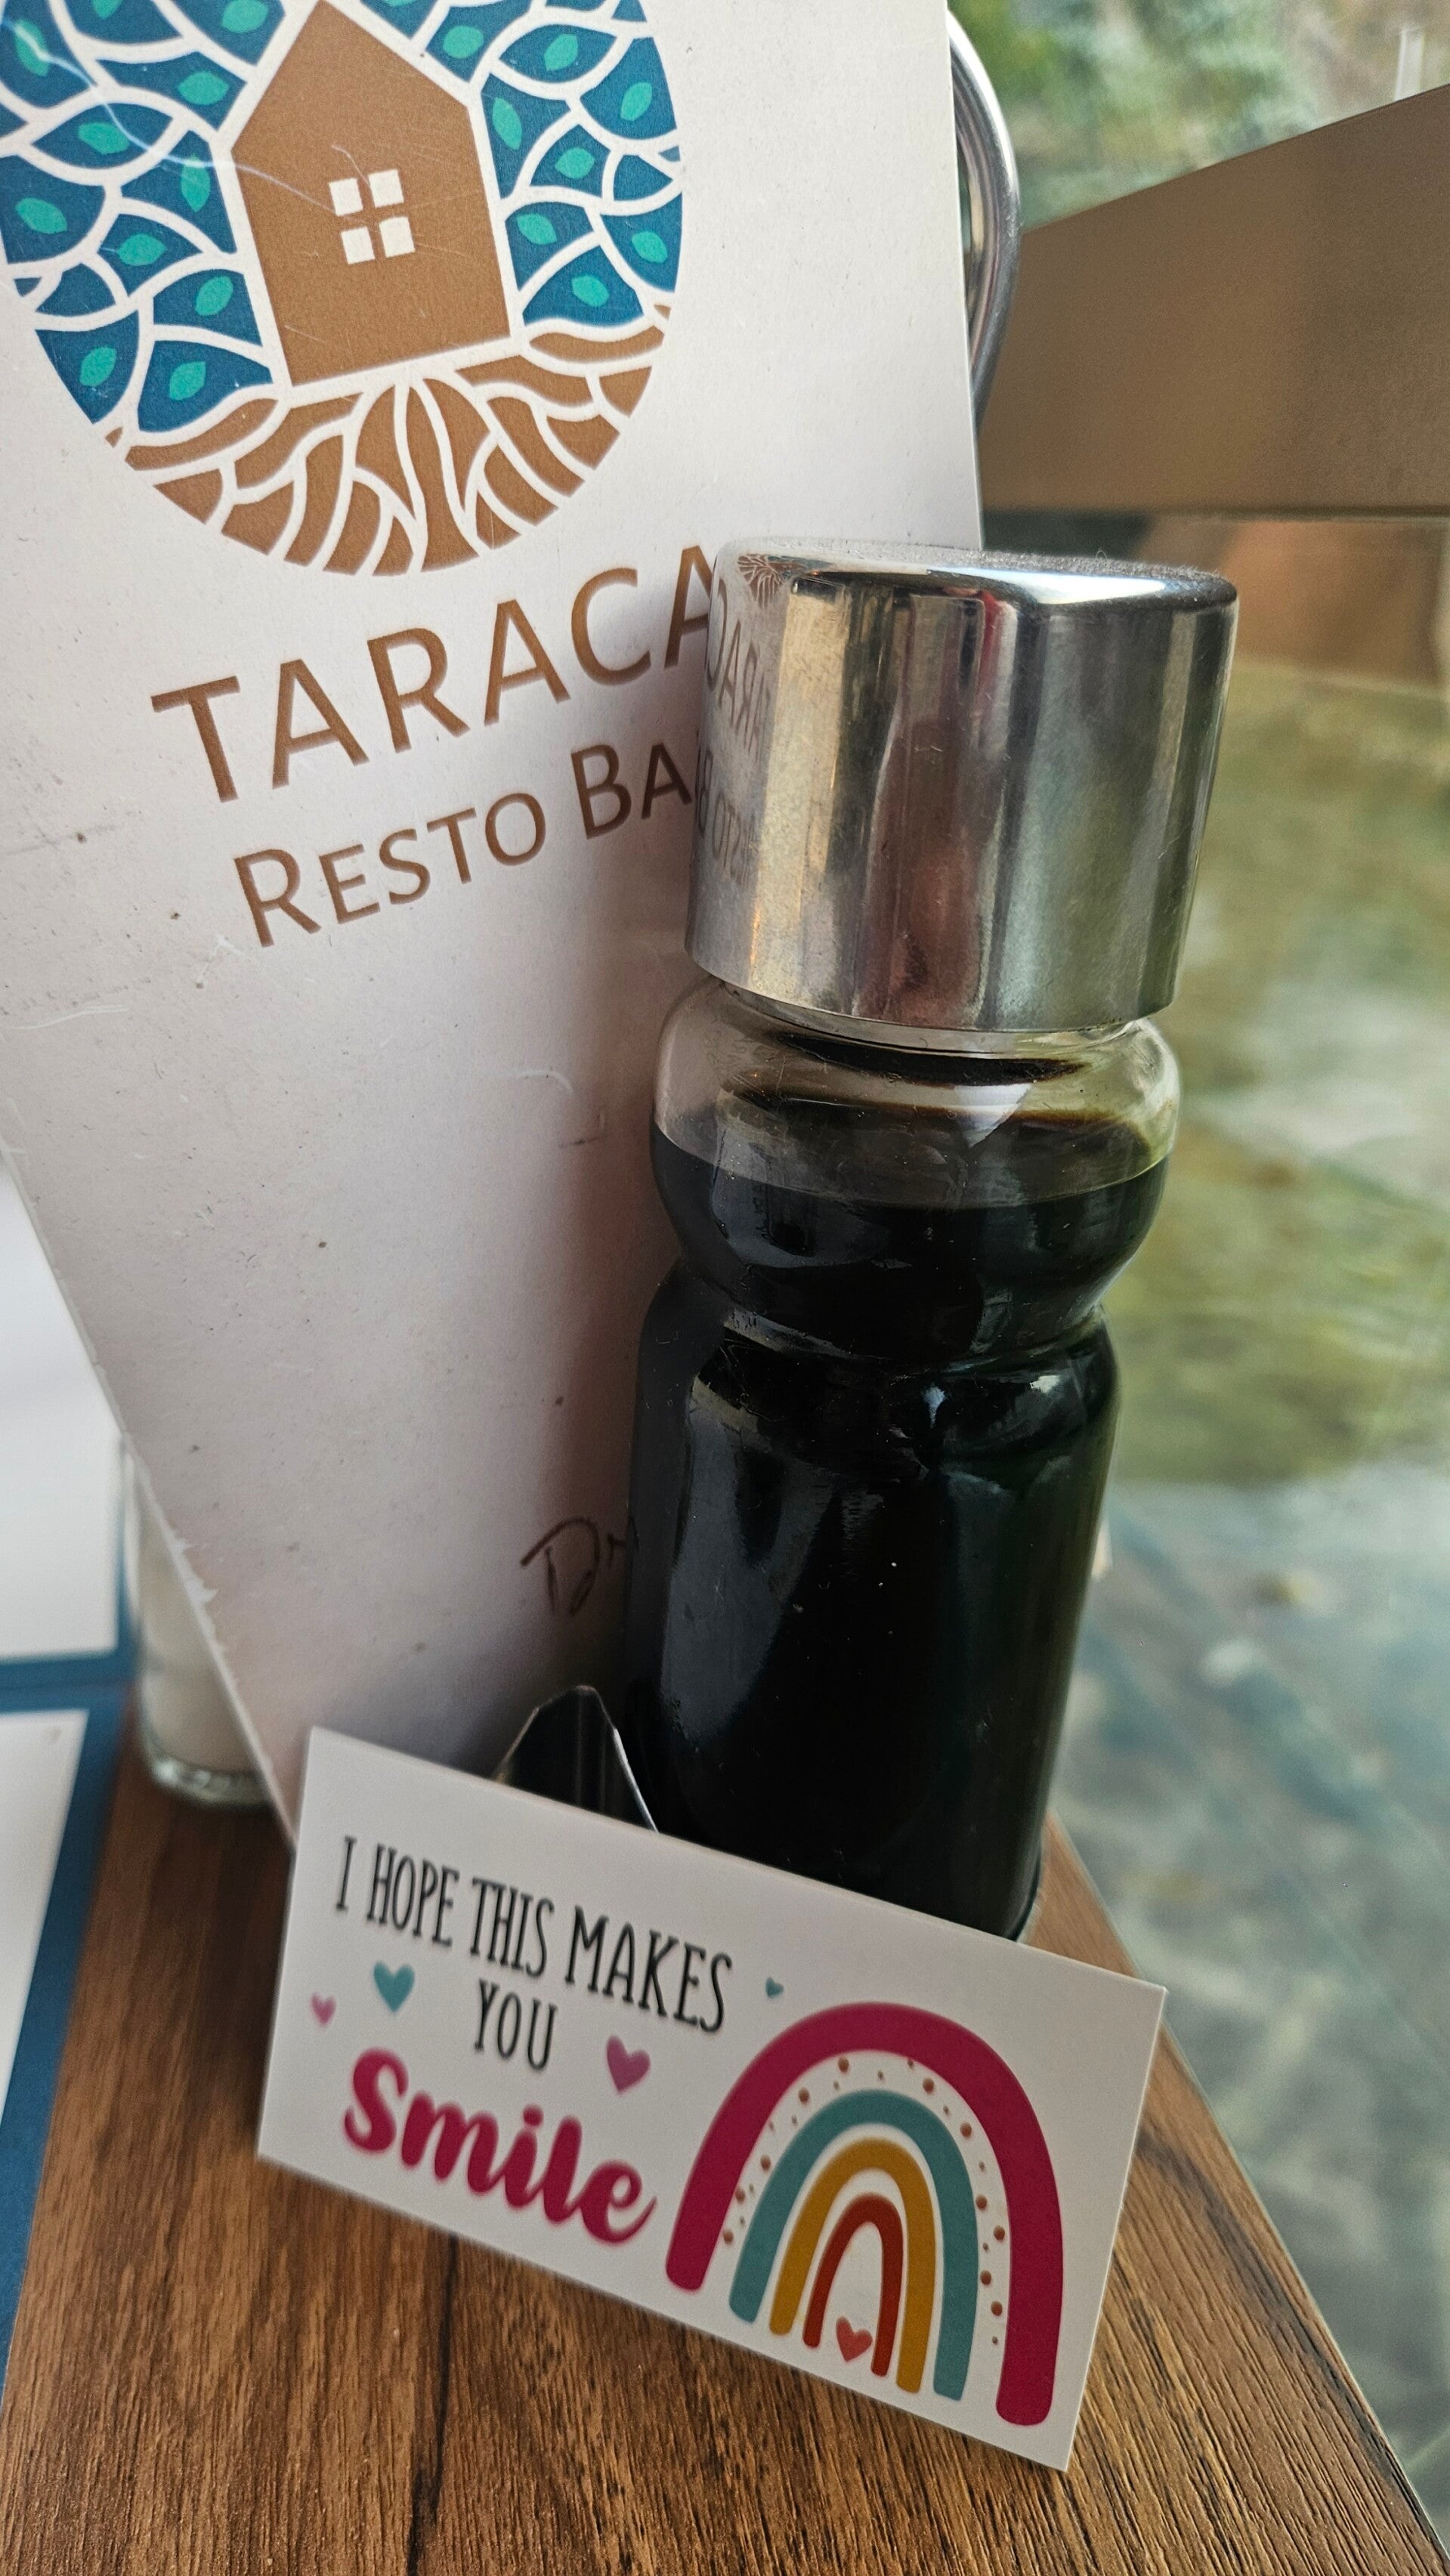 TARACA
RESTO BA
I HOPE THIS MAKES
YOU
smile